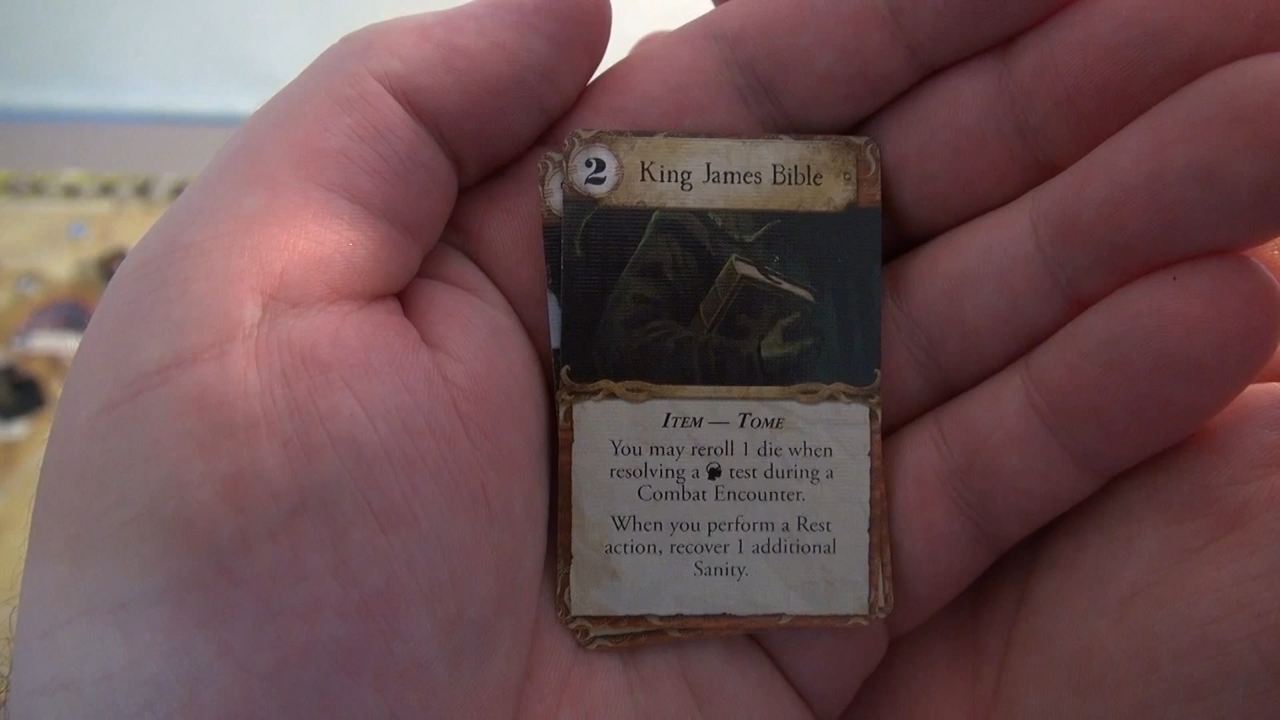 2
King James Bible
ITEM — TOME
You may reroll 1 die when
resolving a test during a
Combat Encounter.
When you perform a Rest
action, recover 1 additional
Sanity.